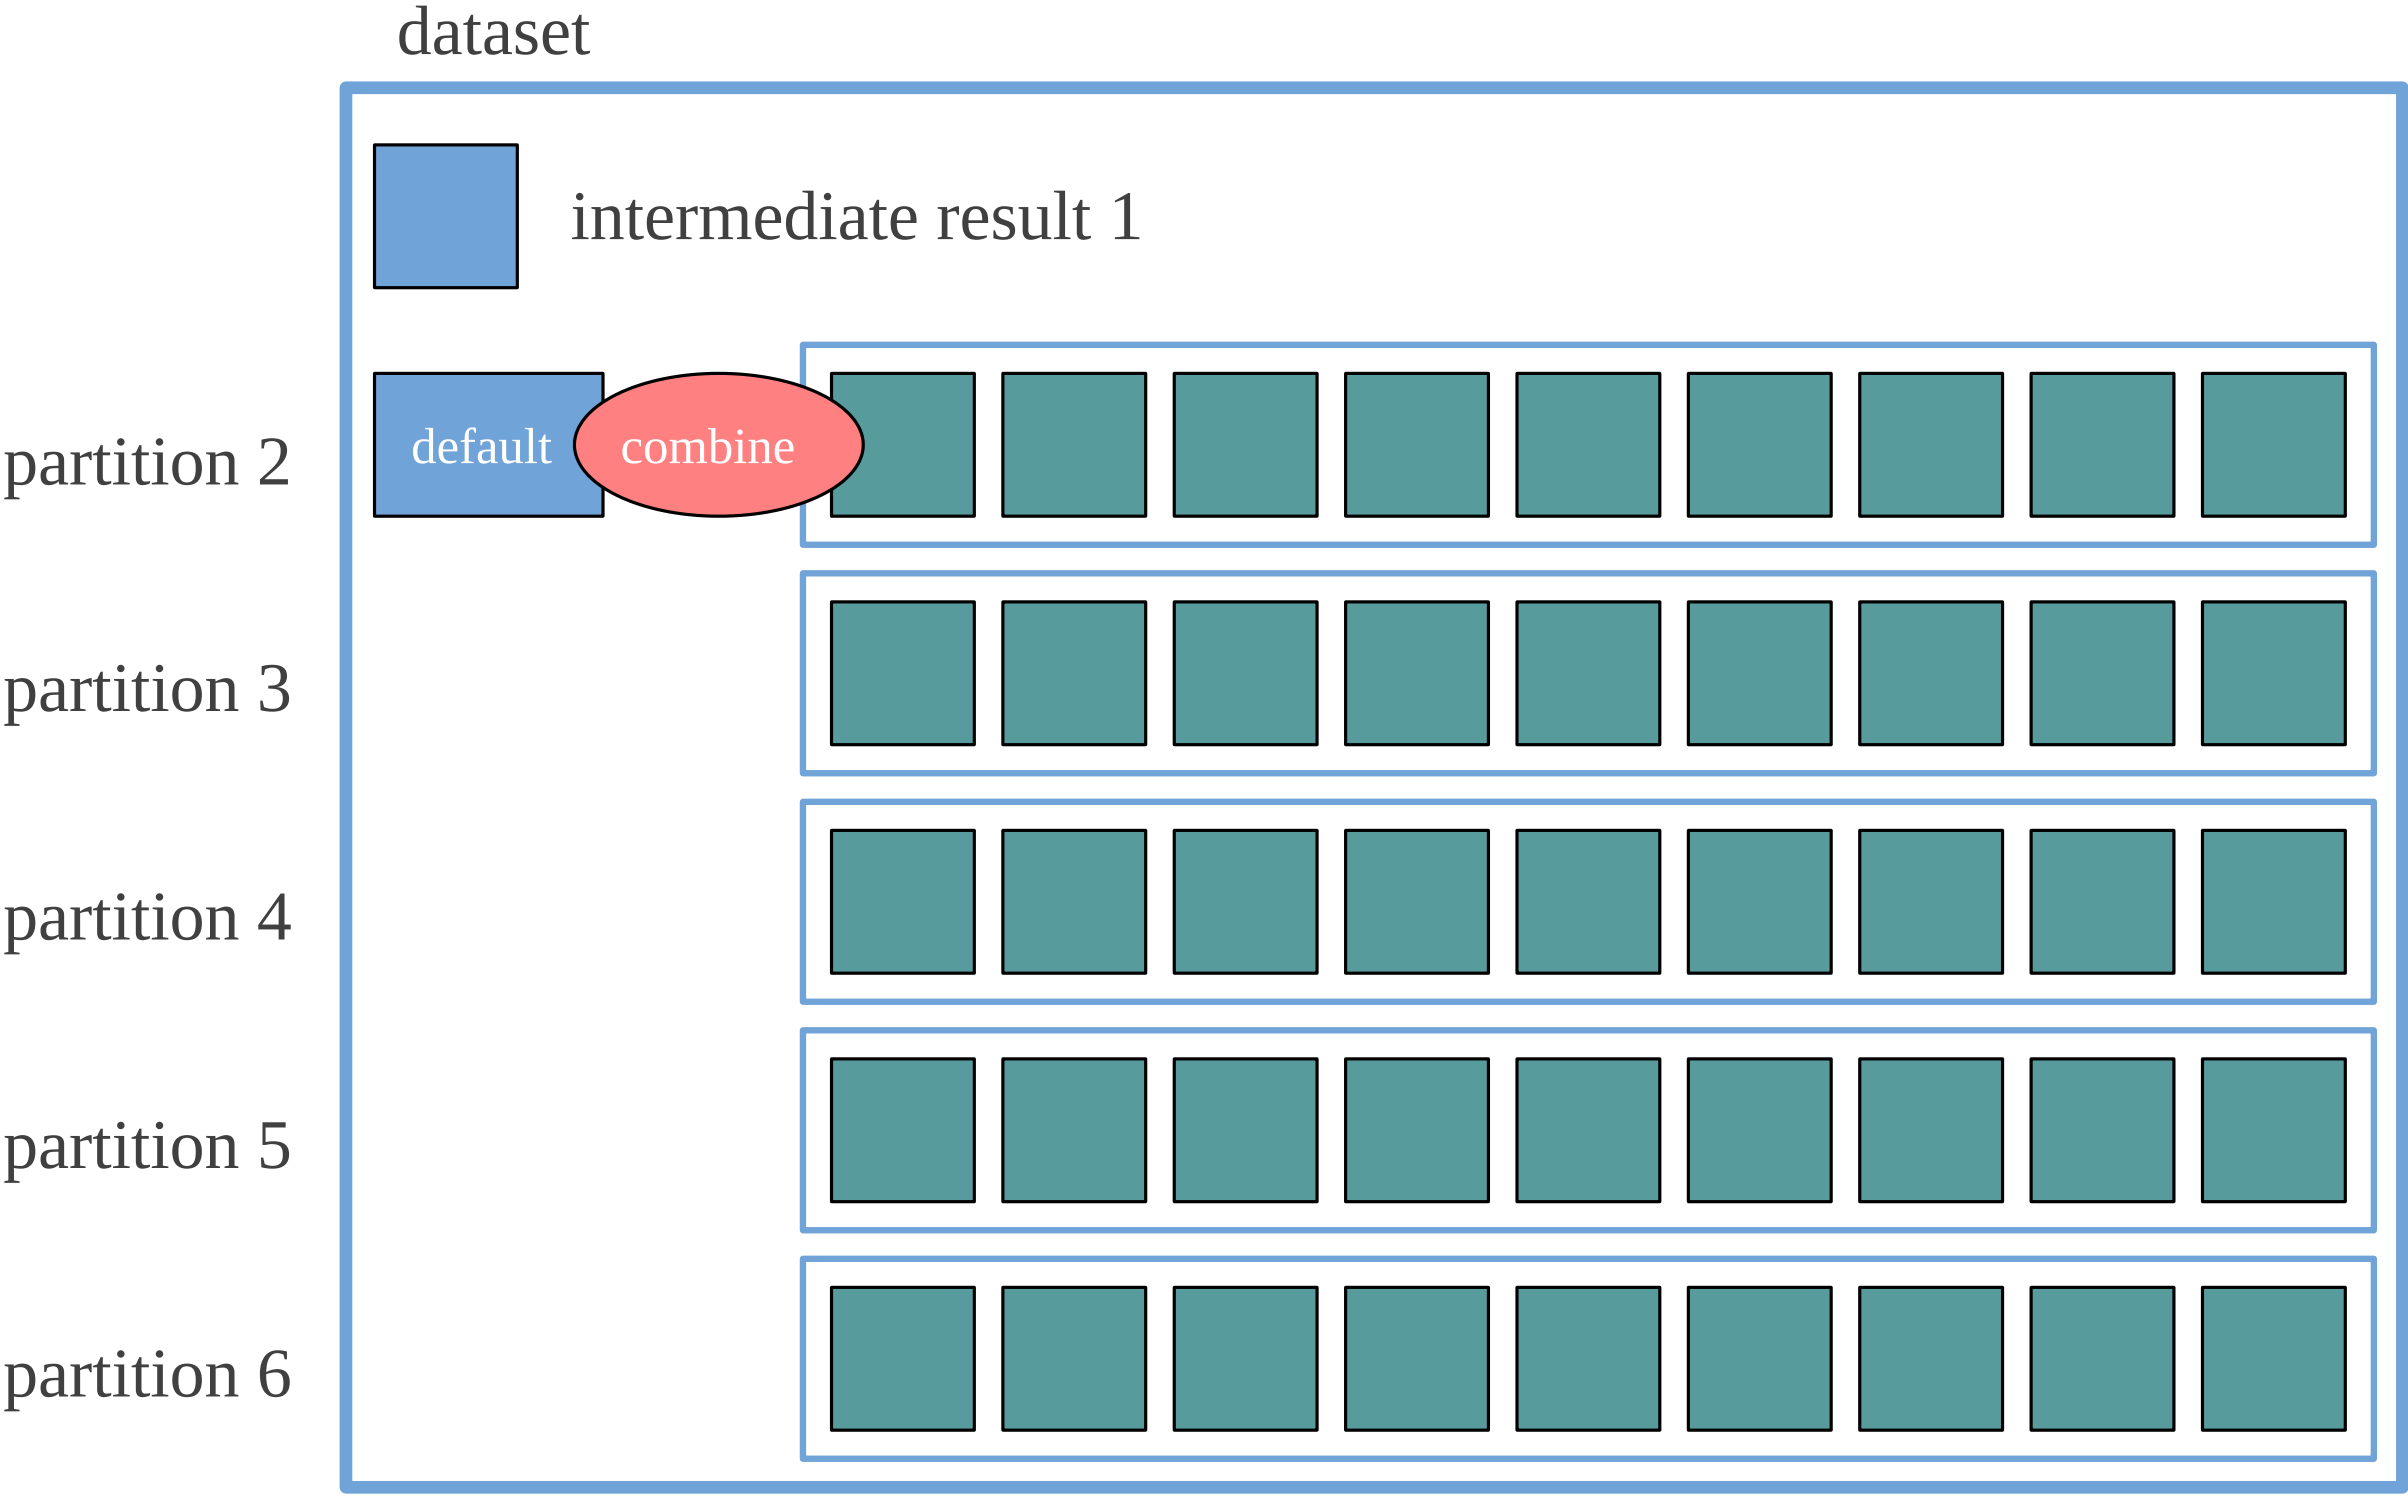 dataset
intermediate result 1
partition 2
default
combine
partition 3
partition 4
partition 5
partition 6